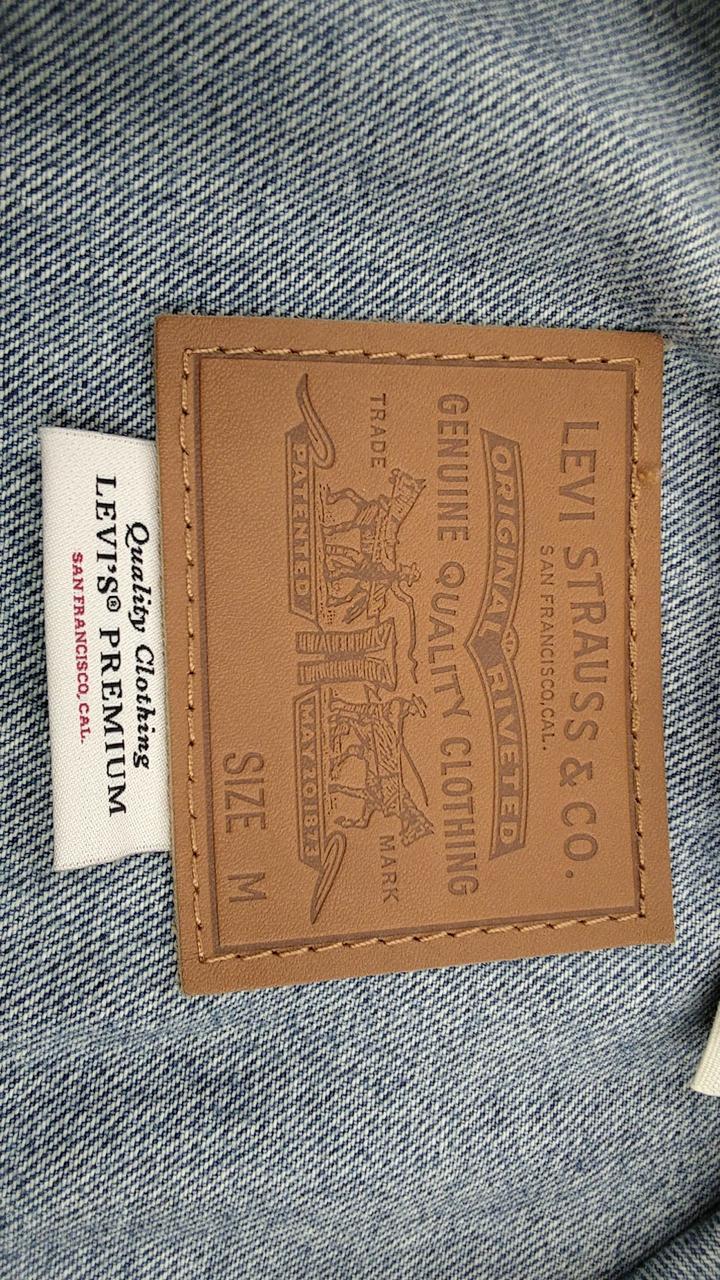 LEVI STRAUSS & CO.
SAN FRANCISCO, CAL.
ORIGINAL RIVETED
GENUINE QUALITY CLOTHING
TRADE MARK
PATENTED MAY 20 1873
SIZE M
Quality Clothing
LEVI'S® PREMIUM
SAN FRANCISCO, CAL.